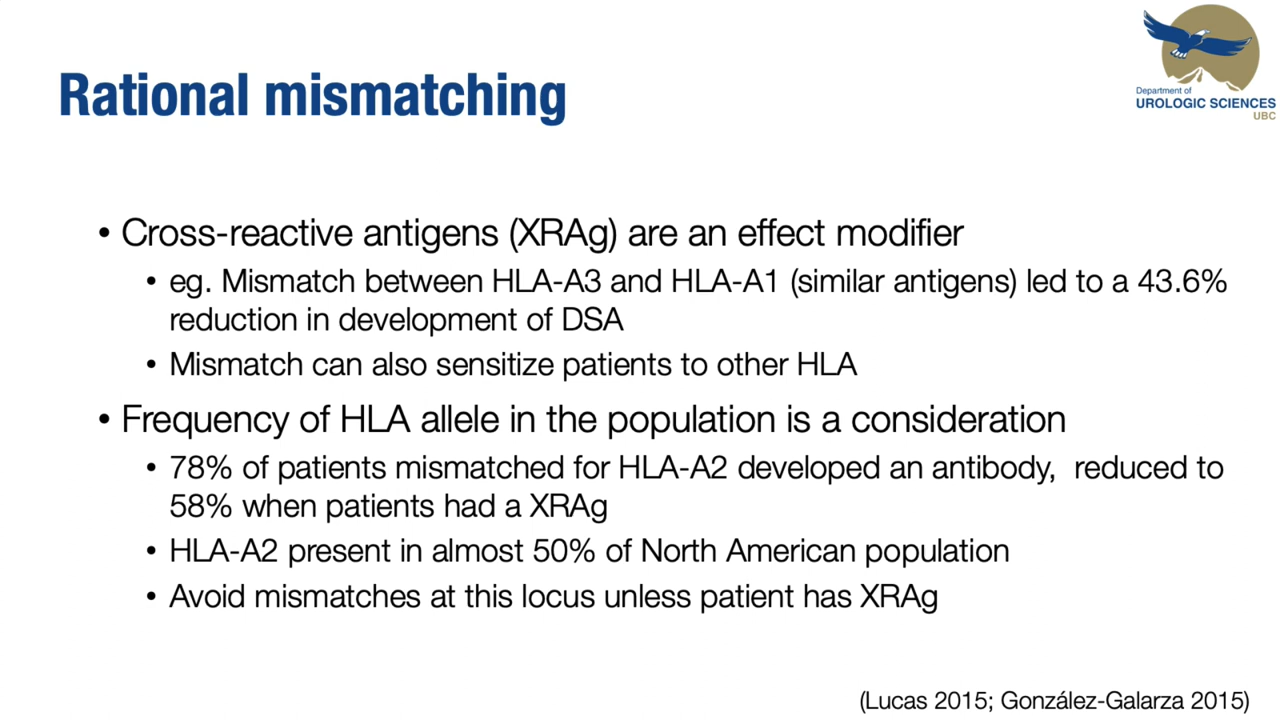 Department of
UROLOGIC SCIENCES
UBC
Rational mismatching
• Cross-reactive antigens (XRAg) are an effect modifier
• eg. Mismatch between HLA-A3 and HLA-A1 (similar antigens) led to a 43.6%
reduction in development of DSA
• Mismatch can also sensitize patients to other HLA
• Frequency of HLA allele in the population is a consideration
• 78% of patients mismatched for HLA-A2 developed an antibody,  reduced to
58% when patients had a XRAg
• HLA-A2 present in almost 50% of North American population
• Avoid mismatches at this locus unless patient has XRAg
(Lucas 2015; González-Galarza 2015)